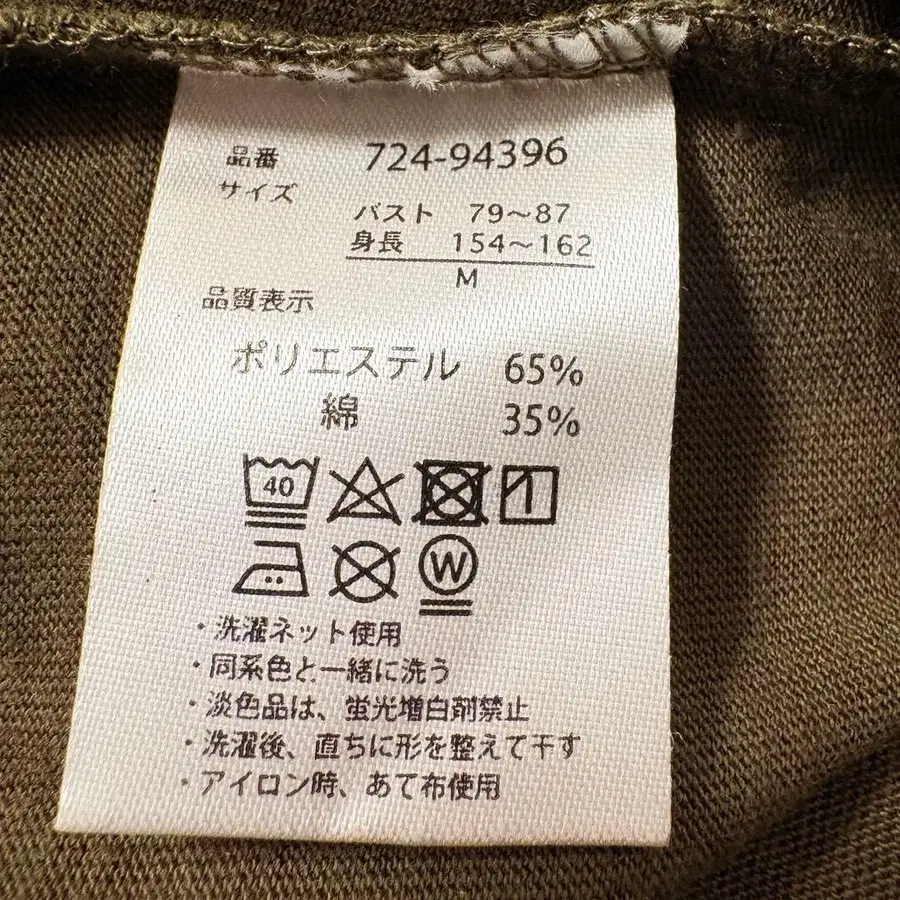 品番 724-94396
サイズ
バスト 79～87
身長 154～162
M
品質表示
ポリエステル 65%
綿 35%
40
W
・洗濯ネット使用
・同系色と一緒に洗う
・淡色品は、蛍光増白剤禁止
・洗濯後、直ちに形を整えて干す
・アイロン時、あて布使用